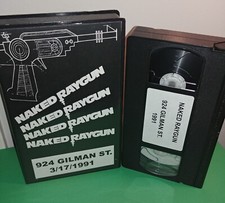 NAKED RAYGUN
NAKED RAYGUN
NAKED RAYGUN
NAKED RAYGUN
924 GILMAN ST.
3/17/1991
NAKED RAYGUN
924 GILMAN ST
1991